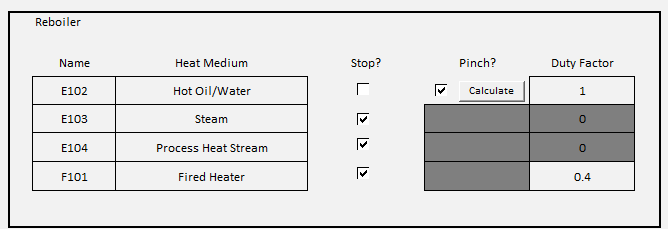 Reboiler
Name Heat Medium Stop? Pinch? Duty Factor
E102 Hot Oil/Water Calculate 1
E103 Steam 0
E104 Process Heat Stream 0
F101 Fired Heater 0.4